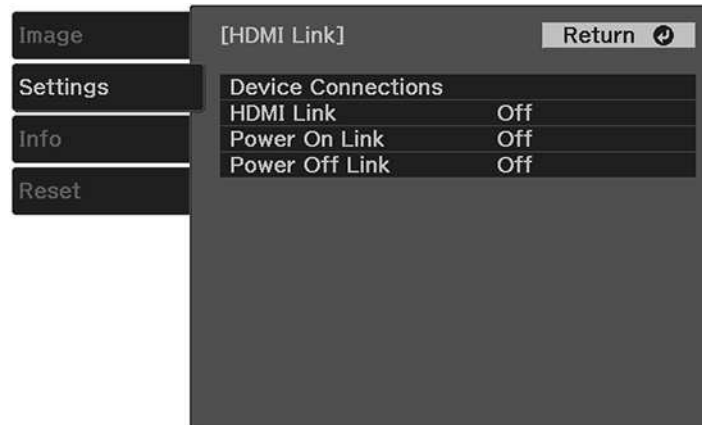 Image
Settings
Info
Reset
[HDMI Link]
Return
Device Connections
HDMI Link Off
Power On Link Off
Power Off Link Off